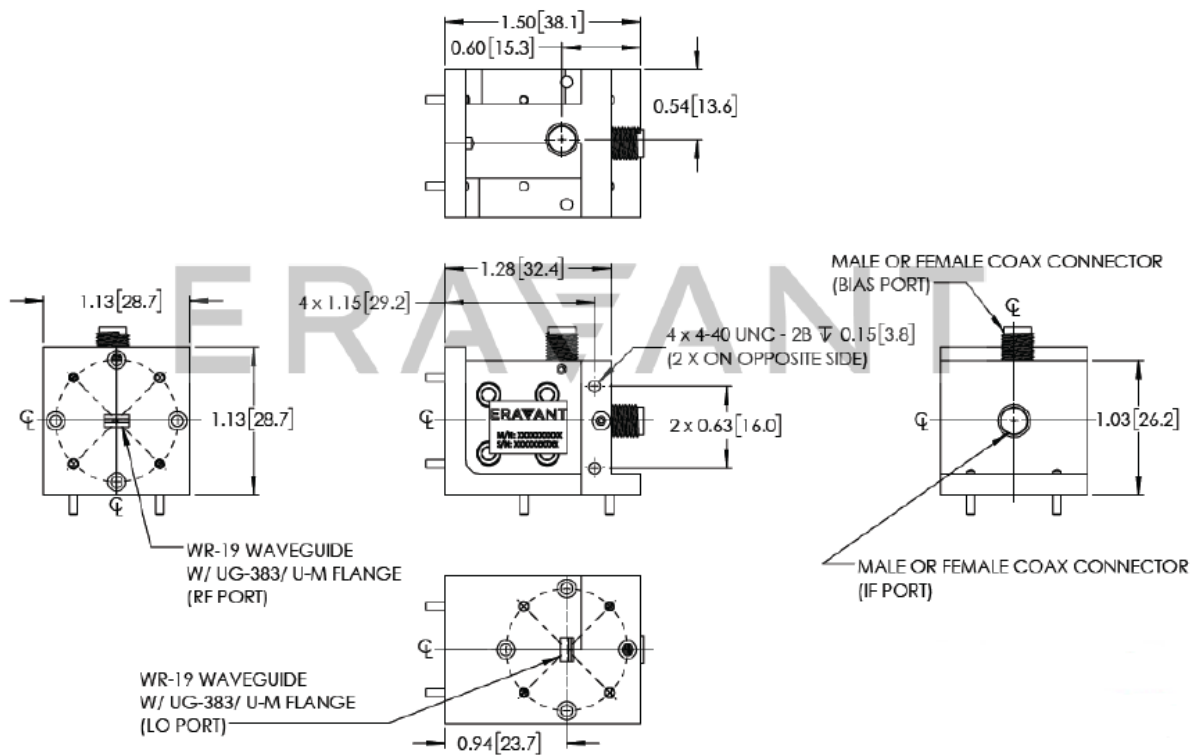 1.50[38.1]
0.60[15.3]
0.54[13.6]
ERAVANT
1.28[32.4]
4 x 1.15[29.2]
1.13[28.7]
1.13[28.7]
℄
℄
WR-19 WAVEGUIDE
W/ UG-383/ U-M FLANGE
(RF PORT)
4 x 4-40 UNC - 2B ↧ 0.15[3.8]
(2 X ON OPPOSITE SIDE)
ERAVANT
M/N: XXXXXXXXXX
2 x 0.63[16.0]
℄
MALE OR FEMALE COAX CONNECTOR
(BIAS PORT)
℄
℄
1.03[26.2]
MALE OR FEMALE COAX CONNECTOR
(IF PORT)
℄
WR-19 WAVEGUIDE
W/ UG-383/ U-M FLANGE
(LO PORT)
0.94[23.7]